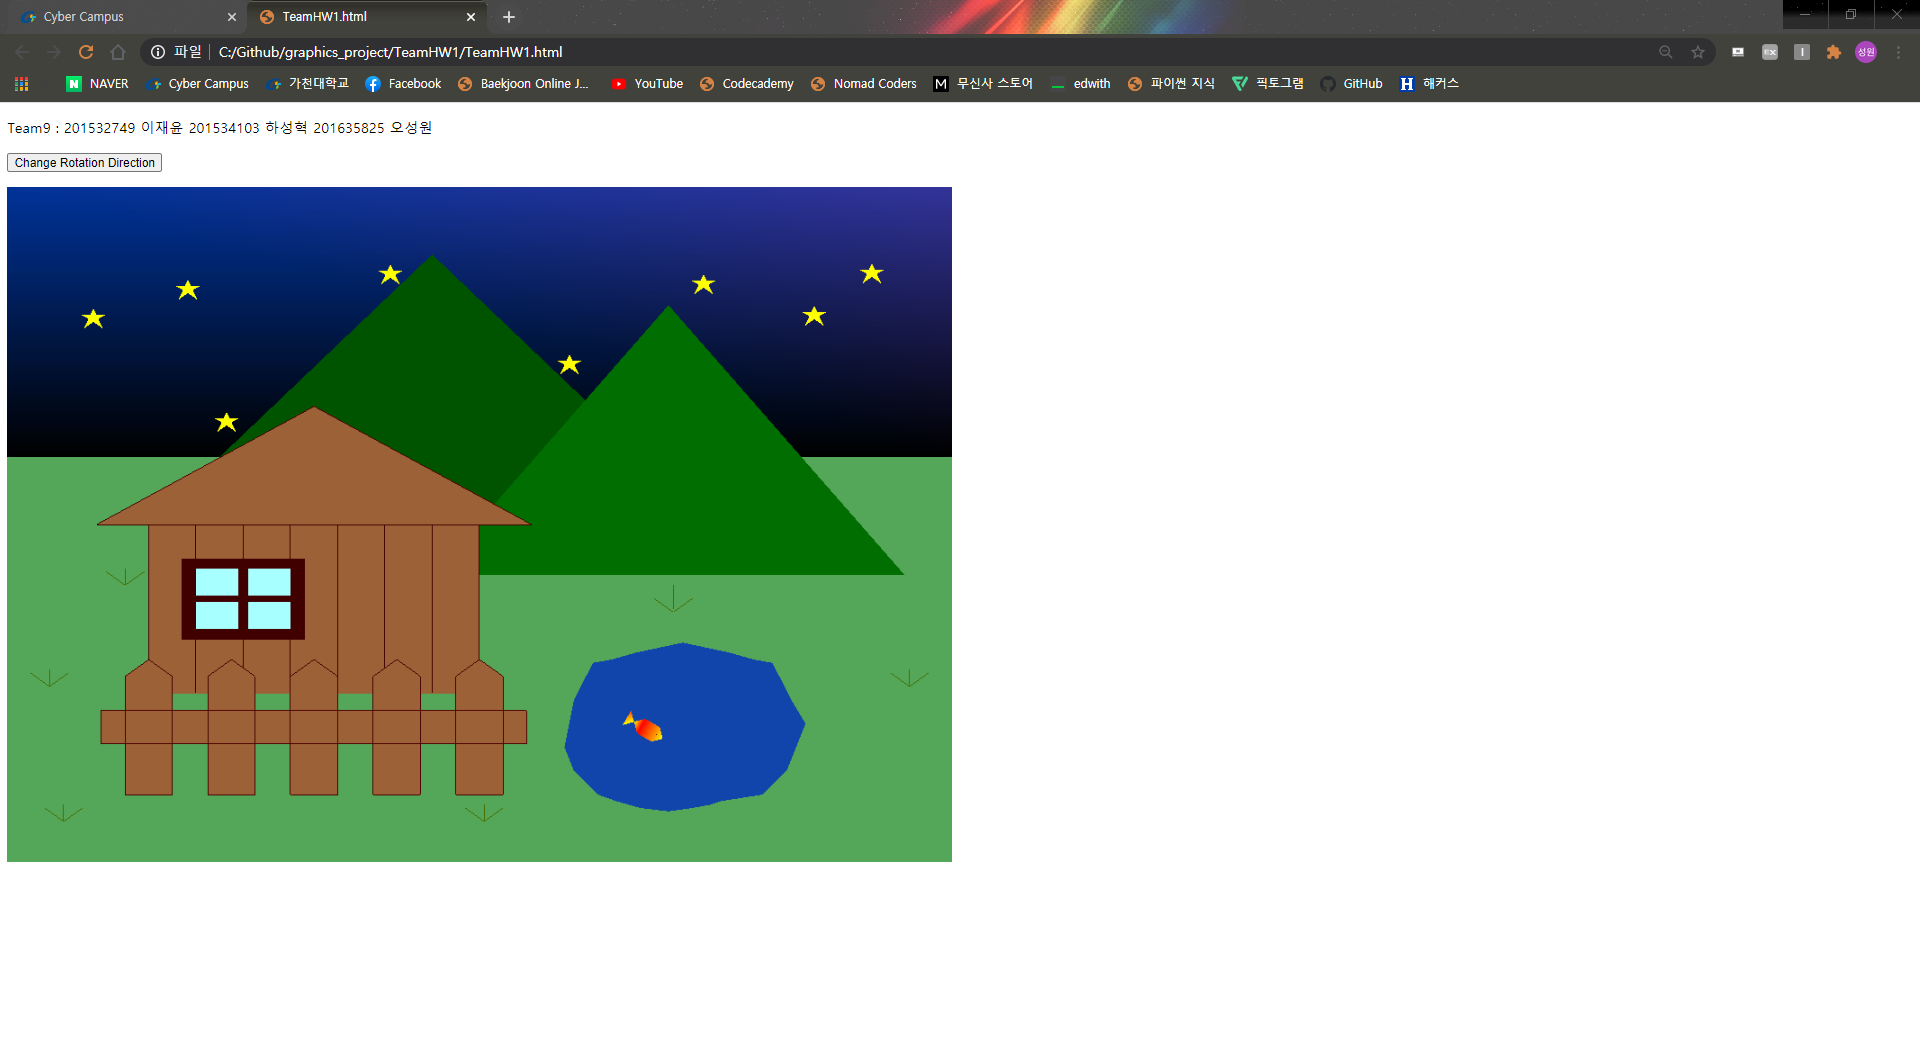 Cyber Campus
TeamHW1.html
파일 C:/Github/graphics_project/TeamHW1/TeamHW1.html
성원
NAVER Cyber Campus 가천대학교 Facebook Baekjoon Online J... YouTube Codecademy Nomad Coders M 무신사 스토어 edwith 파이썬 지식 픽토그램 GitHub H 해커스
Team9 : 201532749 이재윤 201534103 하성혁 201635825 오성원
Change Rotation Direction